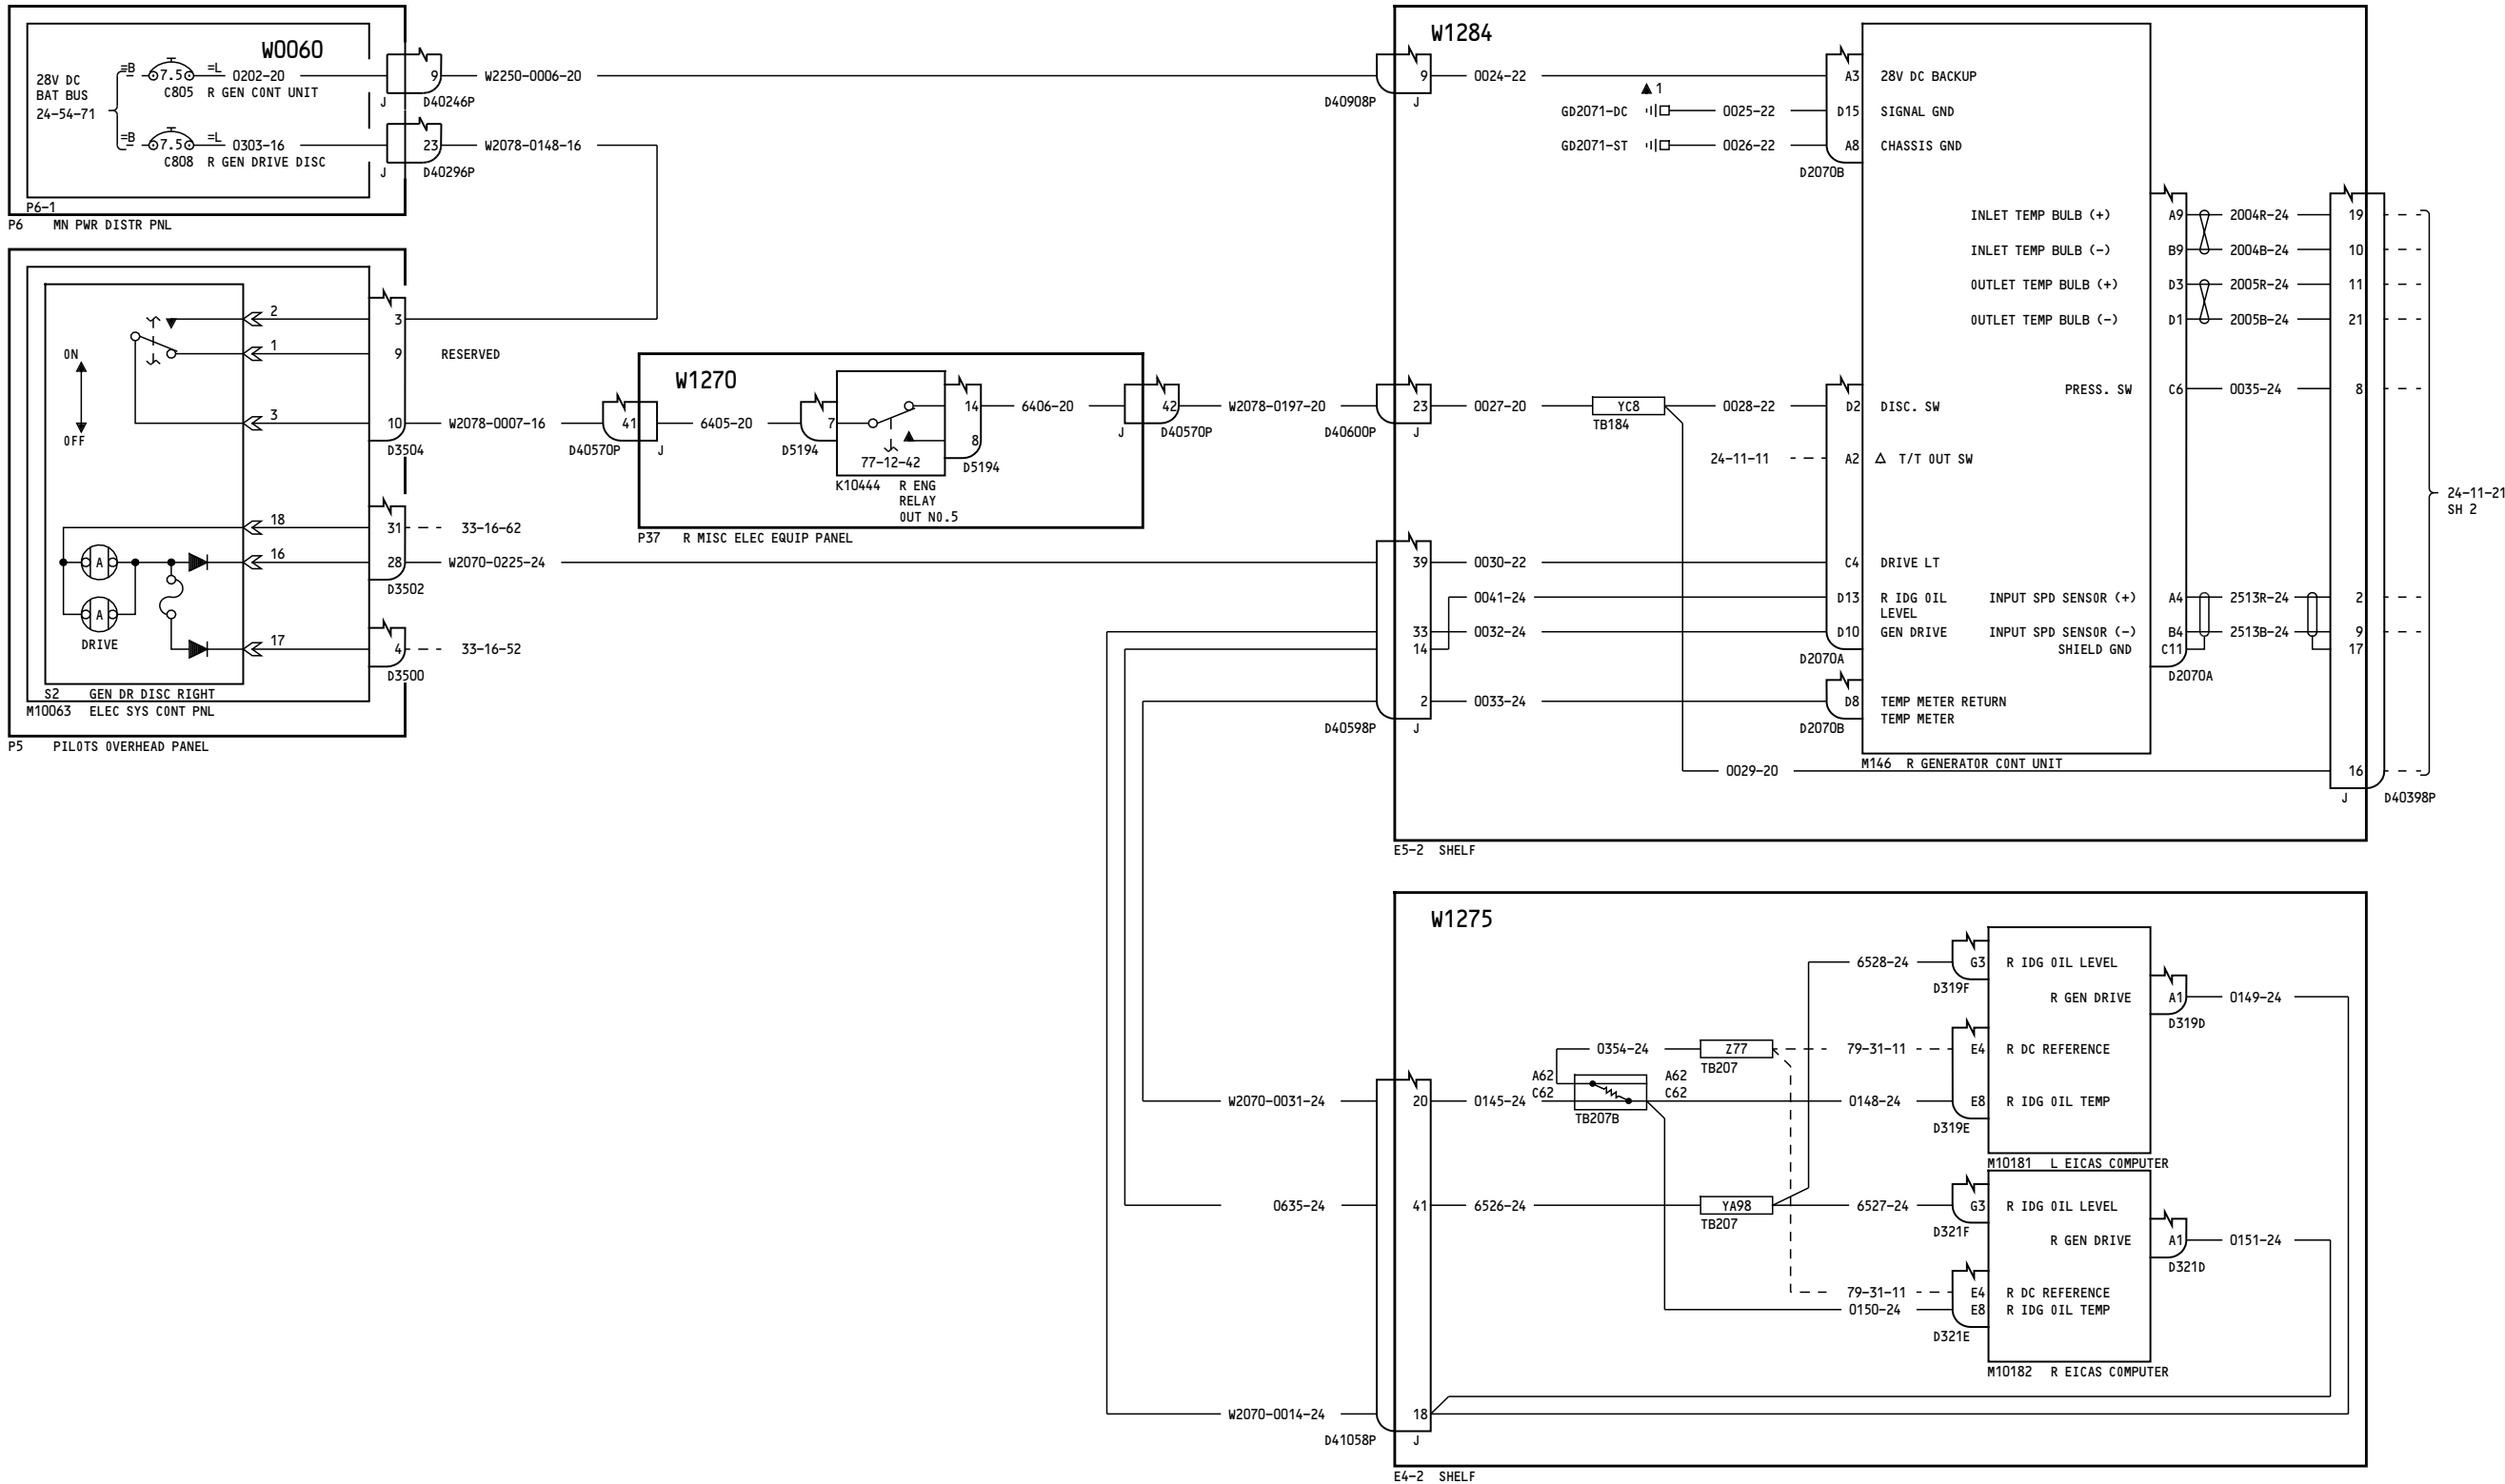 W0060
28V DC
BAT BUS
24-54-71
=B
7.5
=L
0202-20
C805 R GEN CONT UNIT
=B
7.5
=L
0303-16
C808 R GEN DRIVE DISC
9
J
D40246P
W2250-0006-20
23
J
D40296P
W2078-0148-16
P6-1
P6 MN PWR DISTR PNL
ON
OFF
2
1
3
3
9
10
RESERVED
D3504
W2078-0007-16
18
16
17
31
28
33-16-62
W2070-0225-24
D3502
4
33-16-52
D3500
A
A
DRIVE
S2 GEN DR DISC RIGHT
M10063 ELEC SYS CONT PNL
P5 PILOTS OVERHEAD PANEL
W1270
41
D40570P
J
6405-20
7
D5194
77-12-42
K10444 R ENG
RELAY
OUT NO.5
14
8
D5194
6406-20
42
J
D40570P
W2078-0197-20
P37 R MISC ELEC EQUIP PANEL
W1284
9
D40908P
J
0024-22
A3
28V DC BACKUP
▲ 1
GD2071-DC
0025-22
D15
SIGNAL GND
GD2071-ST
0026-22
A8
CHASSIS GND
D2070B
INLET TEMP BULB (+)
A9
2004R-24
19
INLET TEMP BULB (-)
B9
2004B-24
10
OUTLET TEMP BULB (+)
D3
2005R-24
11
OUTLET TEMP BULB (-)
D1
2005B-24
21
PRESS. SW
C6
0035-24
8
23
D40600P
J
0027-20
YC8
TB184
0028-22
D2
DISC. SW
24-11-11
A2
△ T/T OUT SW
24-11-21
SH 2
39
0030-22
C4
DRIVE LT
0041-24
D13
R IDG OIL
LEVEL
33
0032-24
D10
GEN DRIVE
14
D2070A
INPUT SPD SENSOR (+)
A4
2513R-24
2
INPUT SPD SENSOR (-)
B4
2513B-24
9
SHIELD GND
C11
17
D2070A
2
0033-24
D8
TEMP METER RETURN
TEMP METER
D40598P
J
D2070B
M146 R GENERATOR CONT UNIT
0029-20
16
J
D40398P
E5-2 SHELF
W1275
6528-24
G3
R IDG OIL LEVEL
D319F
R GEN DRIVE
A1
0149-24
D319D
0354-24
Z77
TB207
79-31-11
E4
R DC REFERENCE
A62
C62
A62
C62
TB207B
W2070-0031-24
20
0145-24
0148-24
E8
R IDG OIL TEMP
D319E
M10181 L EICAS COMPUTER
0635-24
41
6526-24
YA98
TB207
6527-24
G3
R IDG OIL LEVEL
D321F
R GEN DRIVE
A1
0151-24
D321D
79-31-11
E4
R DC REFERENCE
0150-24
E8
R IDG OIL TEMP
D321E
M10182 R EICAS COMPUTER
W2070-0014-24
18
D41058P
J
E4-2 SHELF